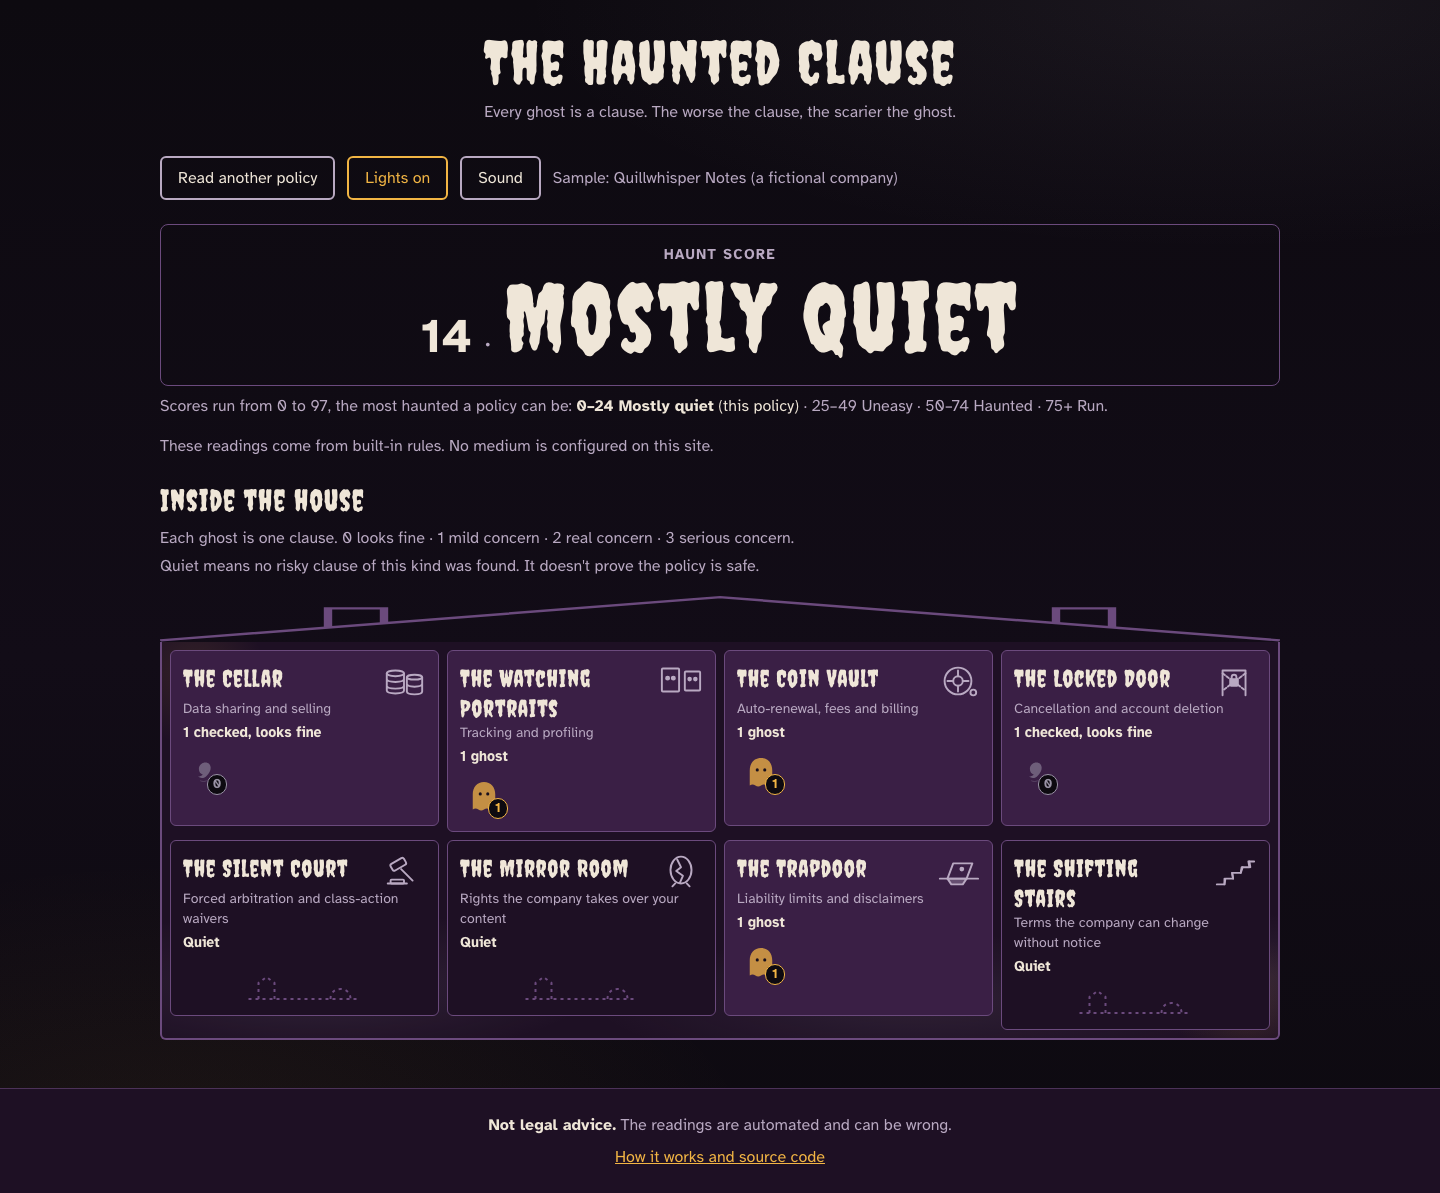 THE HAUNTED CLAUSE
Every ghost is a clause. The worse the clause, the scarier the ghost.
Read another policy
Lights on
Sound
Sample: Quillwhisper Notes (a fictional company)
HAUNT SCORE
14 · MOSTLY QUIET
Scores run from 0 to 97, the most haunted a policy can be: 0–24 Mostly quiet (this policy) · 25–49 Uneasy · 50–74 Haunted · 75+ Run.
These readings come from built-in rules. No medium is configured on this site.
INSIDE THE HOUSE
Each ghost is one clause. 0 looks fine · 1 mild concern · 2 real concern · 3 serious concern.
Quiet means no risky clause of this kind was found. It doesn't prove the policy is safe.
THE CELLAR
Data sharing and selling
1 checked, looks fine
0
THE WATCHING
PORTRAITS
Tracking and profiling
1 ghost
1
THE COIN VAULT
Auto-renewal, fees and billing
1 ghost
1
THE LOCKED DOOR
Cancellation and account deletion
1 checked, looks fine
0
THE SILENT COURT
Forced arbitration and class-action
waivers
Quiet
THE MIRROR ROOM
Rights the company takes over your
content
Quiet
THE TRAPDOOR
Liability limits and disclaimers
1 ghost
1
THE SHIFTING
STAIRS
Terms the company can change
without notice
Quiet
Not legal advice. The readings are automated and can be wrong.
How it works and source code